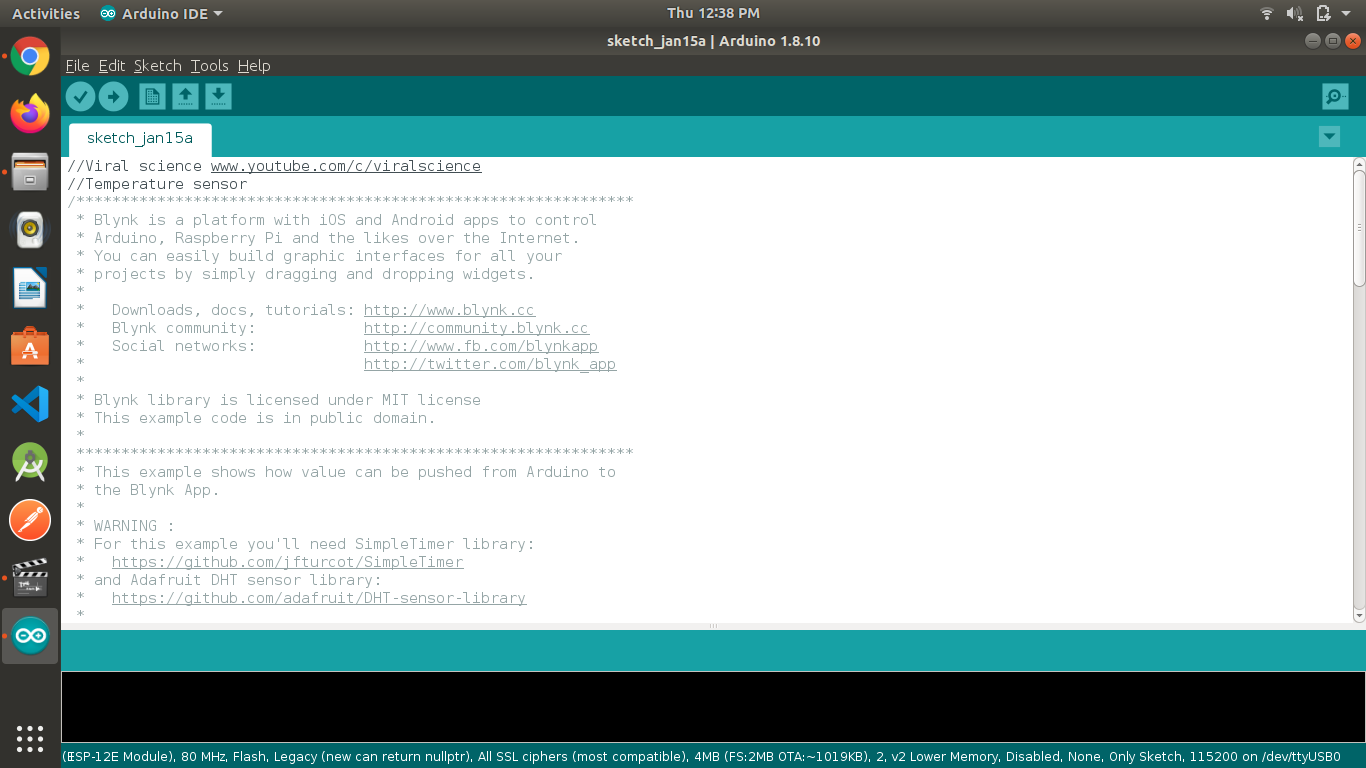 Activities Arduino IDE Thu 12:38 PM
sketch_jan15a | Arduino 1.8.10
File Edit Sketch Tools Help
sketch_jan15a
//Viral science www.youtube.com/c/viralscience
//Temperature sensor
/**************************************************************
 * Blynk is a platform with iOS and Android apps to control
 * Arduino, Raspberry Pi and the likes over the Internet.
 * You can easily build graphic interfaces for all your
 * projects by simply dragging and dropping widgets.
 *
 *   Downloads, docs, tutorials: http://www.blynk.cc
 *   Blynk community:            http://community.blynk.cc
 *   Social networks:            http://www.fb.com/blynkapp
 *                               http://twitter.com/blynk_app
 *
 * Blynk library is licensed under MIT license
 * This example code is in public domain.
 *
 **************************************************************
 * This example shows how value can be pushed from Arduino to
 * the Blynk App.
 *
 * WARNING :
 * For this example you'll need SimpleTimer library:
 *   https://github.com/jfturcot/SimpleTimer
 * and Adafruit DHT sensor library:
 *   https://github.com/adafruit/DHT-sensor-library
 *
(ESP-12E Module), 80 MHz, Flash, Legacy (new can return nullptr), All SSL ciphers (most compatible), 4MB (FS:2MB OTA:~1019KB), 2, v2 Lower Memory, Disabled, None, Only Sketch, 115200 on /dev/ttyUSB0